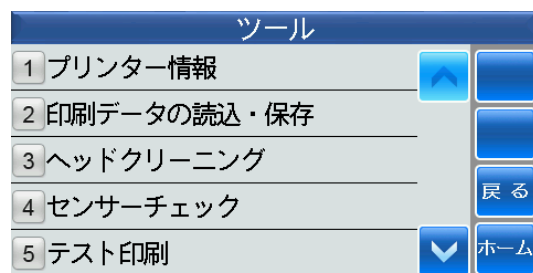 ツール
1 プリンター情報
2 印刷データの読込・保存
3 ヘッドクリーニング
4 センサーチェック
5 テスト印刷
戻る
ホーム